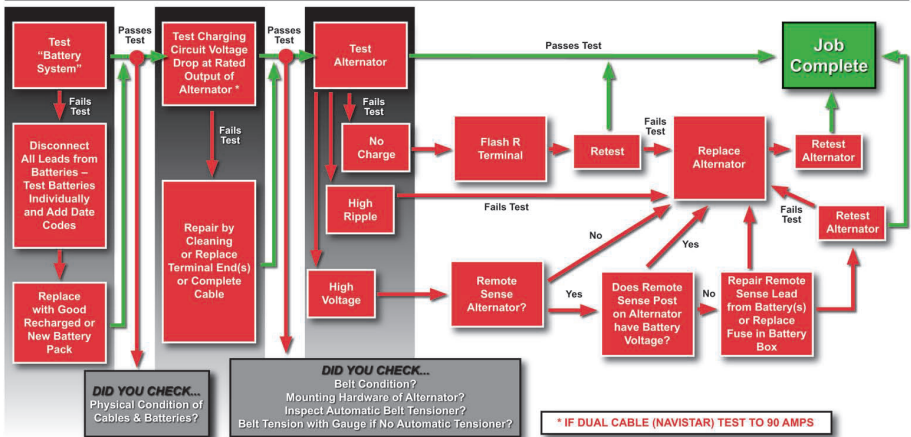 Test
"Battery
System"
Passes
Test
Test Charging
Circuit Voltage
Drop at Rated
Output of
Alternator *
Passes
Test
Test
Alternator
Passes Test
Job
Complete
Fails
Test
Fails
Test
Fails
Test
Disconnect
All Leads from
Batteries –
Test Batteries
Individually
and Add Date
Codes
No
Charge
Flash R
Terminal
Retest
Fails
Test
Replace
Alternator
Retest
Alternator
High
Ripple
Fails Test
Fails
Test
Retest
Alternator
Repair by
Cleaning
or Replace
Terminal End(s)
or Complete
Cable
No
Yes
Replace
with Good
Recharged or
New Battery
Pack
High
Voltage
Remote
Sense
Alternator?
Yes
Does Remote
Sense Post
on Alternator
have Battery
Voltage?
No
Repair Remote
Sense Lead
from Battery(s)
or Replace
Fuse in Battery
Box
DID YOU CHECK...
Physical Condition of
Cables & Batteries?
DID YOU CHECK...
Belt Condition?
Mounting Hardware of Alternator?
Inspect Automatic Belt Tensioner?
Belt Tension with Gauge if No Automatic Tensioner?
* IF DUAL CABLE (NAVISTAR) TEST TO 90 AMPS